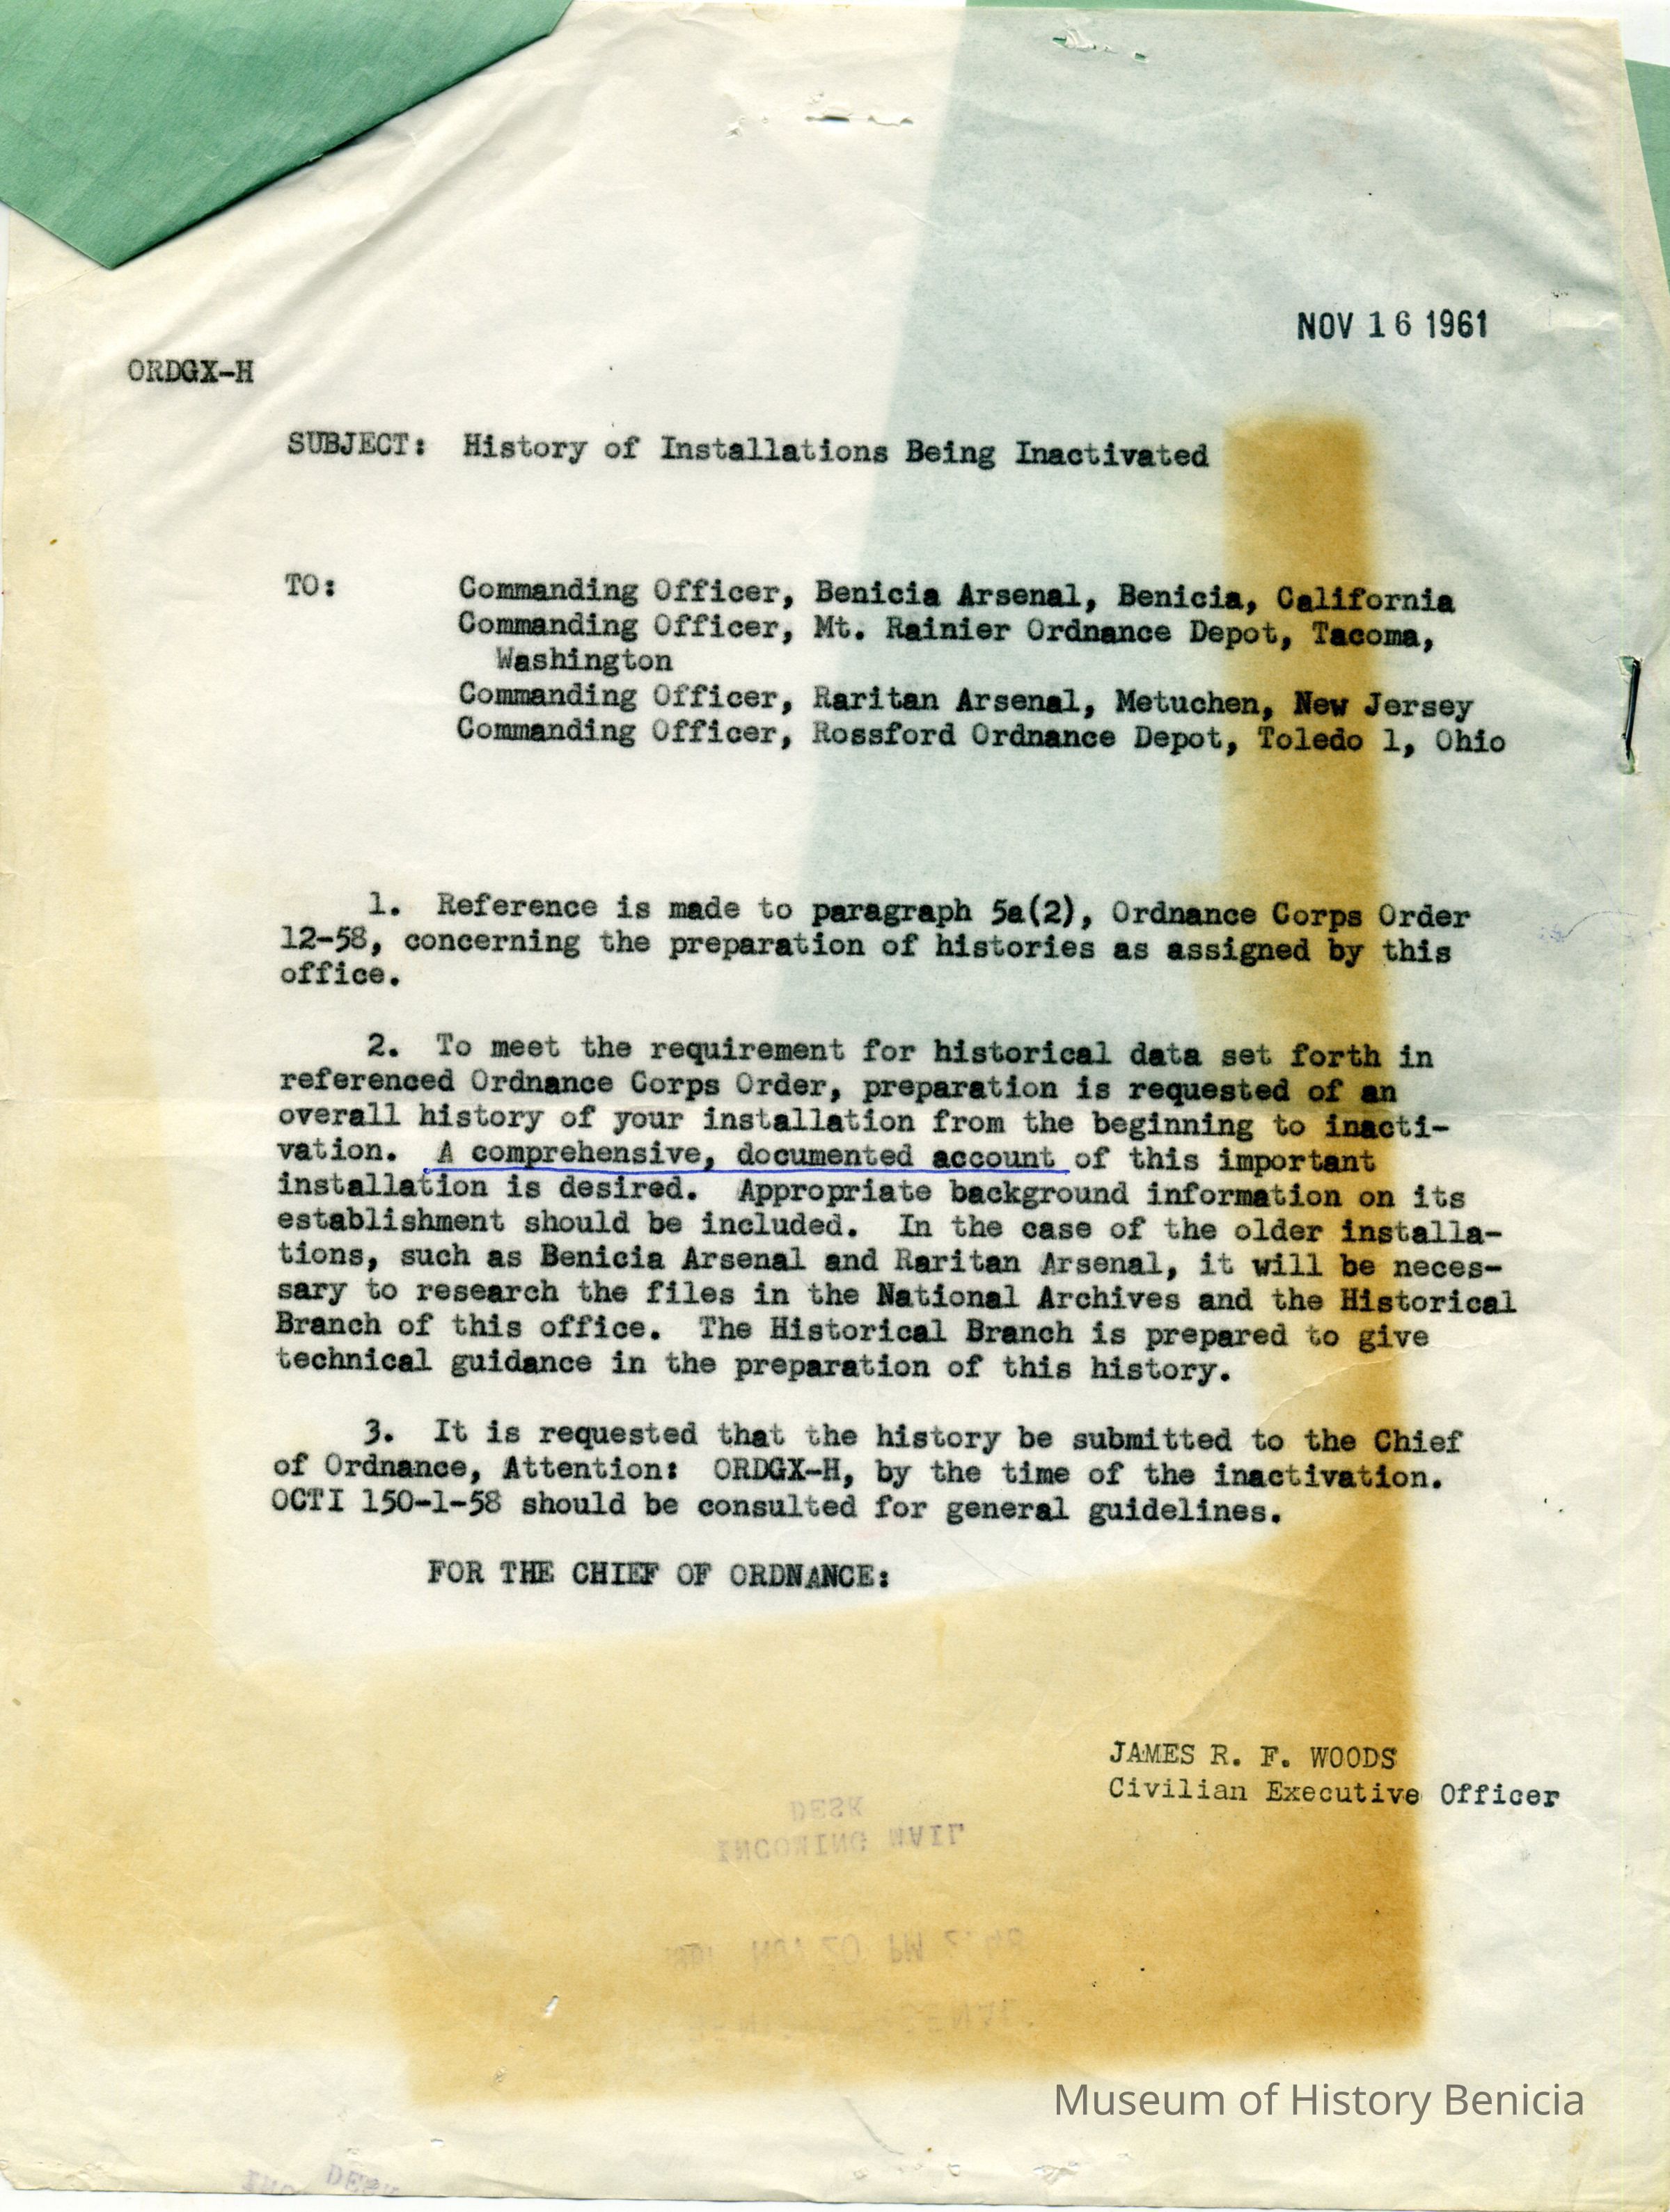 NOV 16 1961
ORDGX-H
SUBJECT: History of Installations Being Inactivated
TO: Commanding Officer, Benicia Arsenal, Benicia, California
Commanding Officer, Mt. Rainier Ordnance Depot, Tacoma,
Washington
Commanding Officer, Raritan Arsenal, Metuchen, New Jersey
Commanding Officer, Rossford Ordnance Depot, Toledo 1, Ohio
1. Reference is made to paragraph 5a(2), Ordnance Corps Order
12-58, concerning the preparation of histories as assigned by this
office.
2. To meet the requirement for historical data set forth in
referenced Ordnance Corps Order, preparation is requested of an
overall history of your installation from the beginning to inacti-
vation. A comprehensive, documented account of this important
installation is desired. Appropriate background information on its
establishment should be included. In the case of the older installa-
tions, such as Benicia Arsenal and Raritan Arsenal, it will be neces-
sary to research the files in the National Archives and the Historical
Branch of this office. The Historical Branch is prepared to give
technical guidance in the preparation of this history.
3. It is requested that the history be submitted to the Chief
of Ordnance, Attention: ORDGX-H, by the time of the inactivation.
OCTI 150-1-58 should be consulted for general guidelines.
FOR THE CHIEF OF ORDNANCE:
JAMES R. F. WOODS
Civilian Executive Officer
DESK
INCOMING MAIL
NOV 20 PM
Museum of History Benicia
DESK